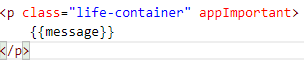 <p class="life-container" appImportant>
    {{message}}
</p>